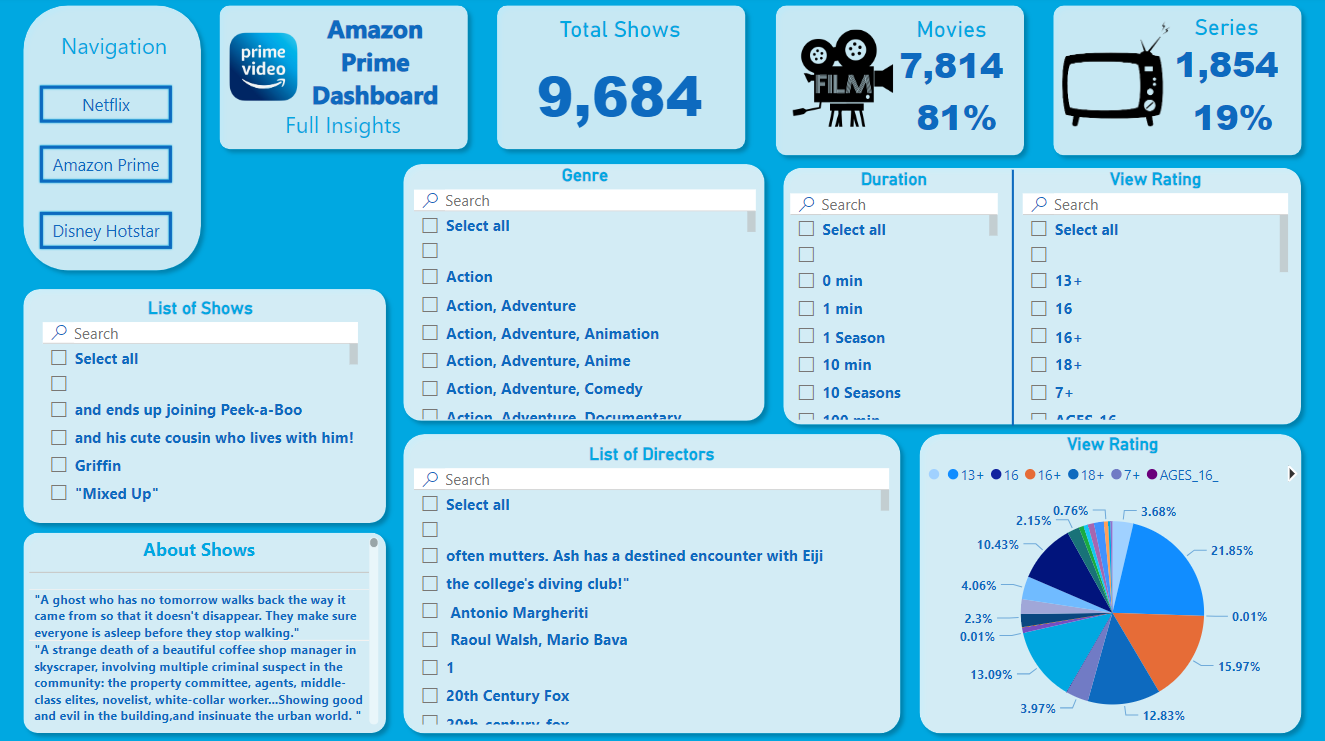 Navigation
Netflix
Amazon Prime
Disney Hotstar
prime
video
Amazon
Prime
Dashboard
Full Insights
Total Shows
9,684
FILM
Movies
7,814
81%
Series
1,854
19%
List of Shows
Search
Select all
and ends up joining Peek-a-Boo
and his cute cousin who lives with him!
Griffin
"Mixed Up"
About Shows
"A ghost who has no tomorrow walks back the way it
came from so that it doesn't disappear. They make sure
everyone is asleep before they stop walking."
"A strange death of a beautiful coffee shop manager in
skyscraper, involving multiple criminal suspect in the
community: the property committee, agents, middle-
class elites, novelist, white-collar worker...Showing good
and evil in the building,and insinuate the urban world. "
Genre
Search
Select all
Action
Action, Adventure
Action, Adventure, Animation
Action, Adventure, Anime
Action, Adventure, Comedy
Action, Adventure, Documentary
Duration
Search
Select all
0 min
1 min
1 Season
10 min
10 Seasons
100 min
View Rating
Search
Select all
13+
16
16+
18+
7+
AGES_16_
List of Directors
Search
Select all
often mutters. Ash has a destined encounter with Eiji
the college's diving club!"
Antonio Margheriti
Raoul Walsh, Mario Bava
1
20th Century Fox
20th-century-fox
View Rating
13+ 16 16+ 18+ 7+ AGES_16_
0.76%
3.68%
2.15%
10.43%
21.85%
4.06%
0.01%
2.3%
0.01%
15.97%
13.09%
3.97%
12.83%